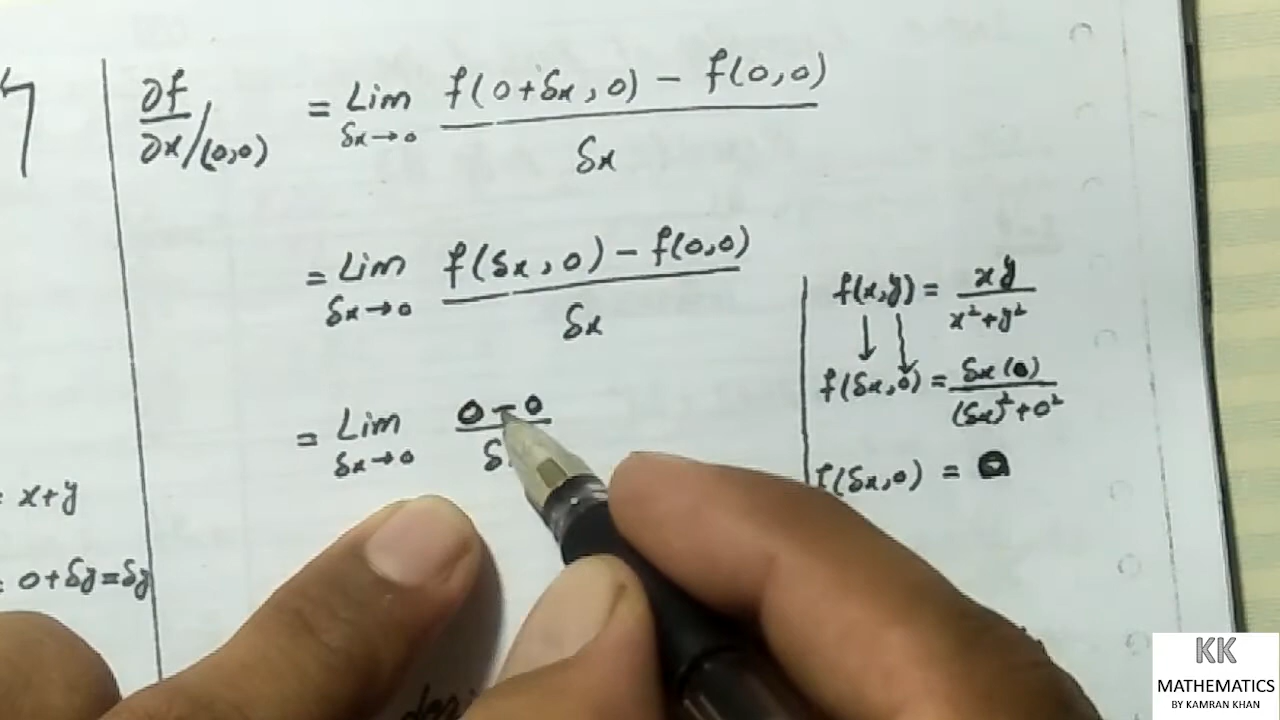 ∂f/∂x/(0,0) = Lim δx→0 f(0+δx, 0) − f(0,0) / δx
= Lim δx→0 f(δx, 0) − f(0,0) / δx
f(x,y) = xy / x²+y²
f(δx,0) = δx(0) / (δx)²+0²
= Lim δx→0 0−0 / δ
f(δx,0) = 0
= x+y
= 0+δy=δy
KK
MATHEMATICS
BY KAMRAN KHAN